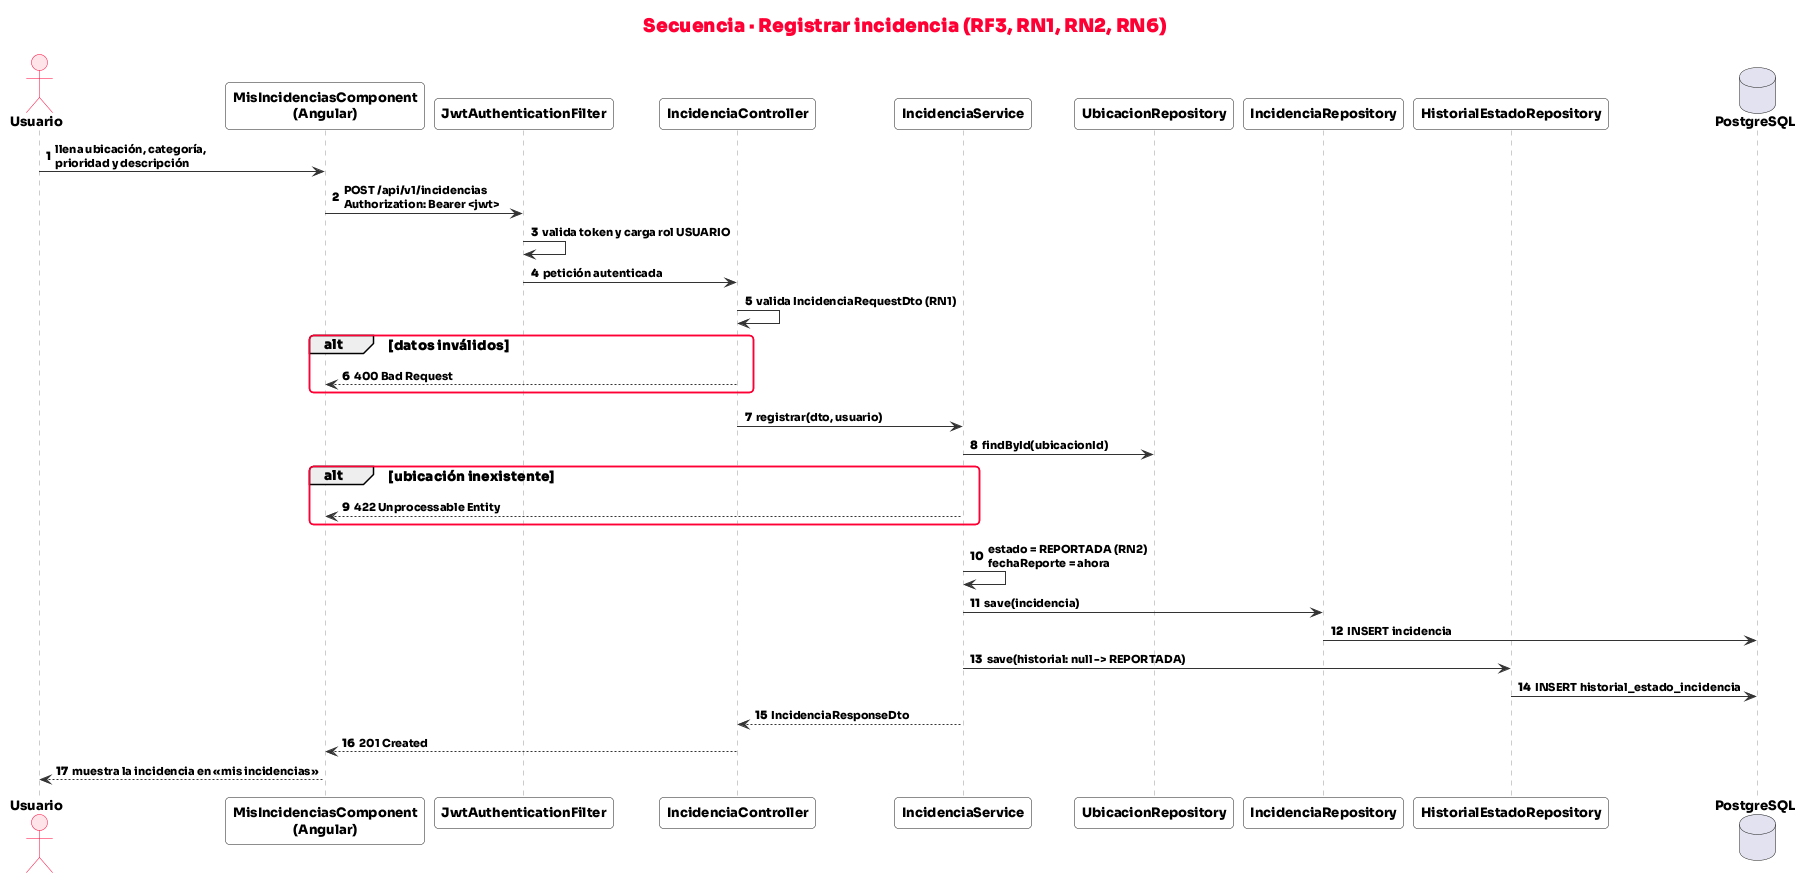 Secuencia · Registrar incidencia (RF3, RN1, RN2, RN6)
Usuario
MisIncidenciasComponent
(Angular)
JwtAuthenticationFilter
IncidenciaController
IncidenciaService
UbicacionRepository
IncidenciaRepository
HistorialEstadoRepository
PostgreSQL
1 llena ubicación, categoría,
prioridad y descripción
2 POST /api/v1/incidencias
Authorization: Bearer <jwt>
3 valida token y carga rol USUARIO
4 petición autenticada
5 valida IncidenciaRequestDto (RN1)
alt [datos inválidos]
6 400 Bad Request
7 registrar(dto, usuario)
8 findById(ubicacionId)
alt [ubicación inexistente]
9 422 Unprocessable Entity
10 estado = REPORTADA (RN2)
fechaReporte = ahora
11 save(incidencia)
12 INSERT incidencia
13 save(historial: null -> REPORTADA)
14 INSERT historial_estado_incidencia
15 IncidenciaResponseDto
16 201 Created
17 muestra la incidencia en «mis incidencias»
Usuario
MisIncidenciasComponent
(Angular)
JwtAuthenticationFilter
IncidenciaController
IncidenciaService
UbicacionRepository
IncidenciaRepository
HistorialEstadoRepository
PostgreSQL